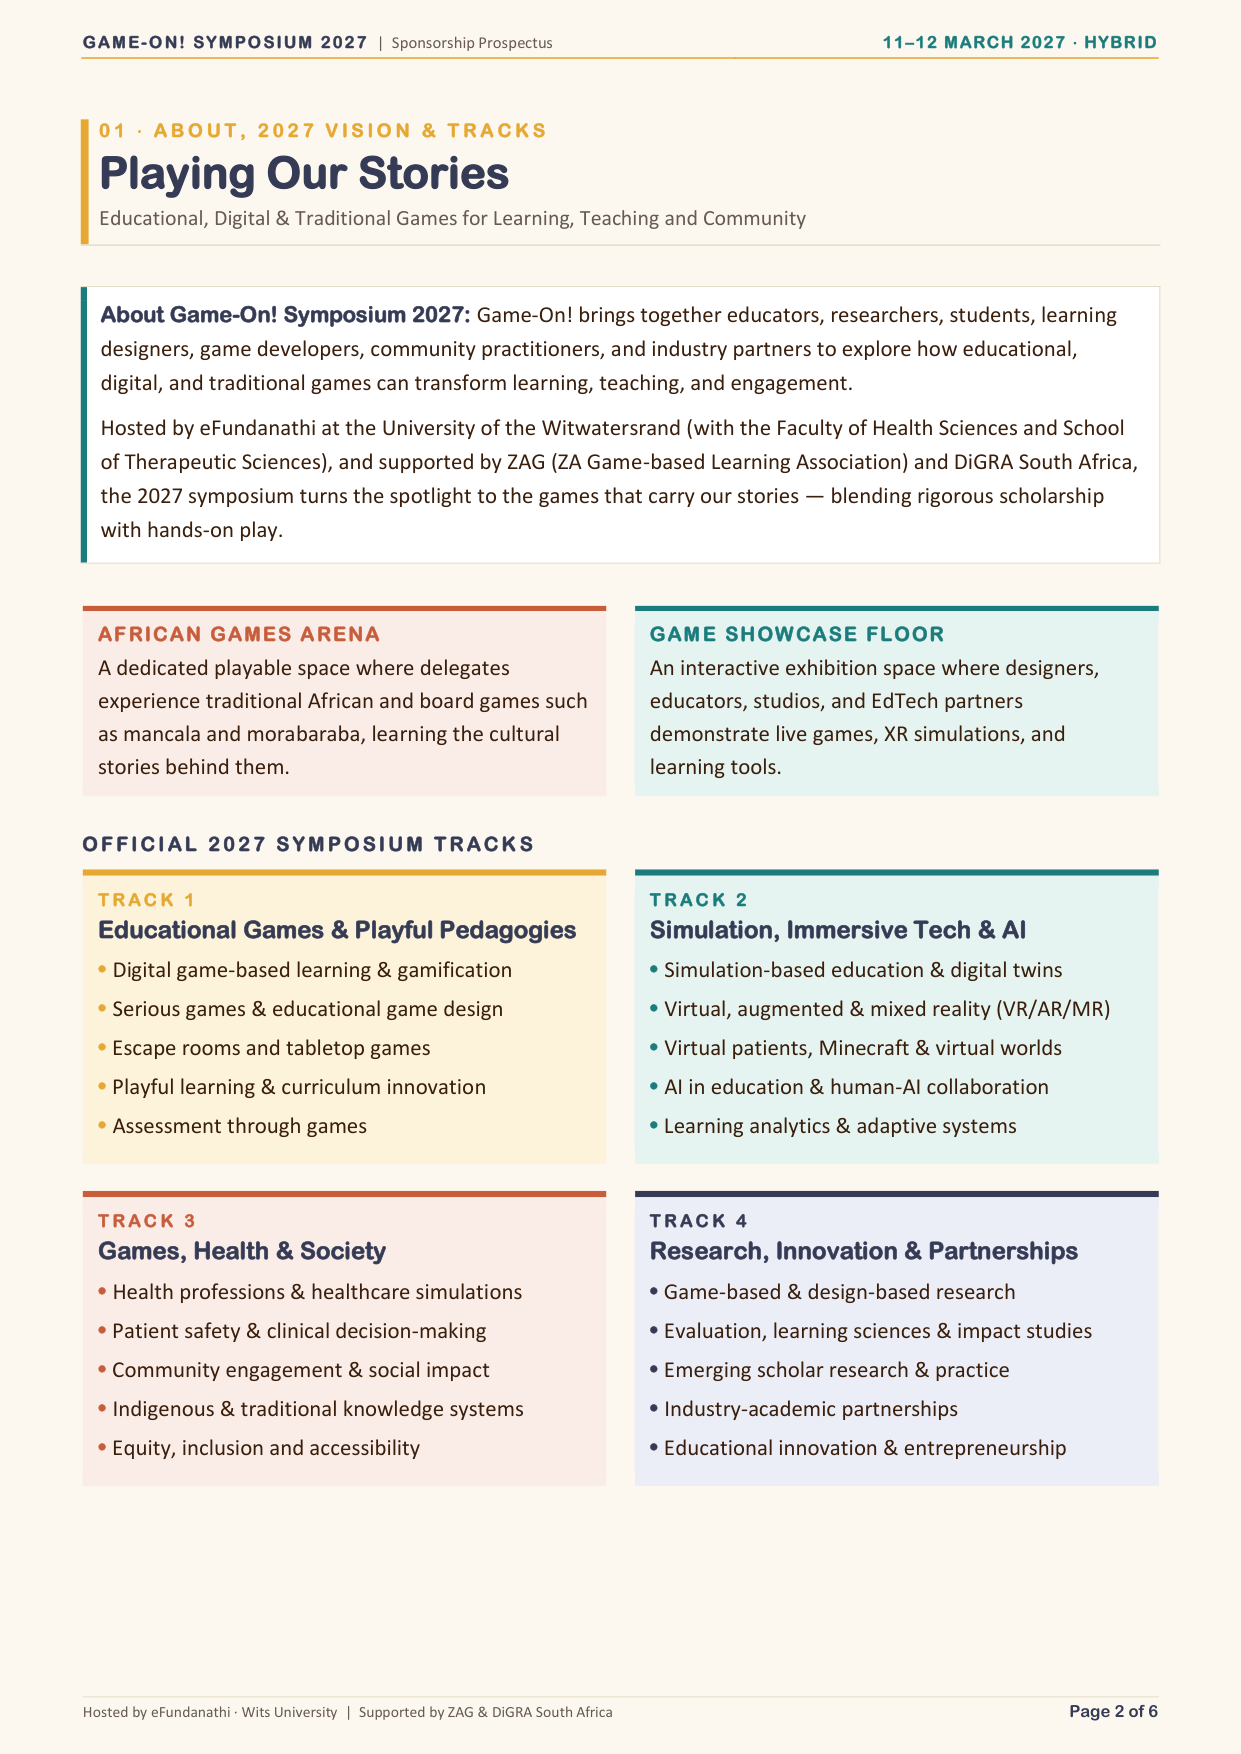 GAME-ON! SYMPOSIUM 2027 | Sponsorship Prospectus
11–12 MARCH 2027 · HYBRID
01 · ABOUT, 2027 VISION & TRACKS
Playing Our Stories
Educational, Digital & Traditional Games for Learning, Teaching and Community
About Game-On! Symposium 2027: Game-On! brings together educators, researchers, students, learning
designers, game developers, community practitioners, and industry partners to explore how educational,
digital, and traditional games can transform learning, teaching, and engagement.
Hosted by eFundanathi at the University of the Witwatersrand (with the Faculty of Health Sciences and School
of Therapeutic Sciences), and supported by ZAG (ZA Game-based Learning Association) and DiGRA South Africa,
the 2027 symposium turns the spotlight to the games that carry our stories — blending rigorous scholarship
with hands-on play.
AFRICAN GAMES ARENA
A dedicated playable space where delegates
experience traditional African and board games such
as mancala and morabaraba, learning the cultural
stories behind them.
GAME SHOWCASE FLOOR
An interactive exhibition space where designers,
educators, studios, and EdTech partners
demonstrate live games, XR simulations, and
learning tools.
OFFICIAL 2027 SYMPOSIUM TRACKS
TRACK 1
Educational Games & Playful Pedagogies
• Digital game-based learning & gamification
• Serious games & educational game design
• Escape rooms and tabletop games
• Playful learning & curriculum innovation
• Assessment through games
TRACK 2
Simulation, Immersive Tech & AI
• Simulation-based education & digital twins
• Virtual, augmented & mixed reality (VR/AR/MR)
• Virtual patients, Minecraft & virtual worlds
• AI in education & human-AI collaboration
• Learning analytics & adaptive systems
TRACK 3
Games, Health & Society
• Health professions & healthcare simulations
• Patient safety & clinical decision-making
• Community engagement & social impact
• Indigenous & traditional knowledge systems
• Equity, inclusion and accessibility
TRACK 4
Research, Innovation & Partnerships
• Game-based & design-based research
• Evaluation, learning sciences & impact studies
• Emerging scholar research & practice
• Industry-academic partnerships
• Educational innovation & entrepreneurship
Hosted by eFundanathi · Wits University | Supported by ZAG & DiGRA South Africa
Page 2 of 6